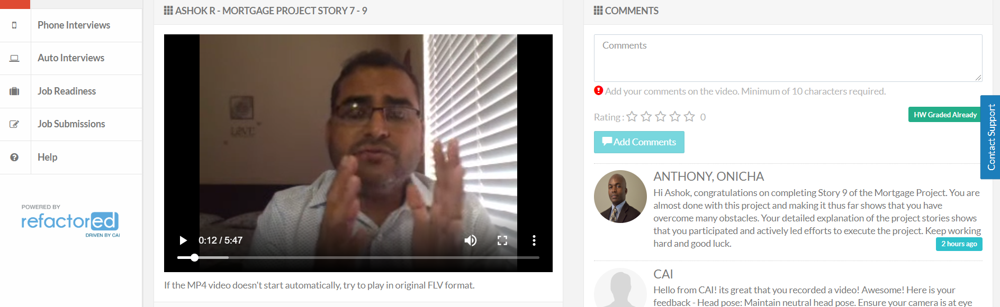 Phone Interviews
Auto Interviews
Job Readiness
Job Submissions
Help
POWERED BY
refactored
DRIVEN BY CAI
ASHOK R - MORTGAGE PROJECT STORY 7 - 9
0:12 / 5:47
If the MP4 video doesn't start automatically, try to play in original FLV format.
COMMENTS
Comments
Add your comments on the video. Minimum of 10 characters required.
Rating : 0
HW Graded Already
Add Comments
Contact Support
ANTHONY, ONICHA
Hi Ashok, congratulations on completing Story 9 of the Mortgage Project. You are
almost done with this project and making it thus far shows that you have
overcome many obstacles. Your detailed explanation of the project stories shows
that you participated and actively led efforts to execute the project. Keep working
hard and good luck.
2 hours ago
CAI
Hello from CAI! its great that you recorded a video! Awesome! Here is your
feedback - Head pose: Maintain neutral head pose. Ensure your camera is at eye